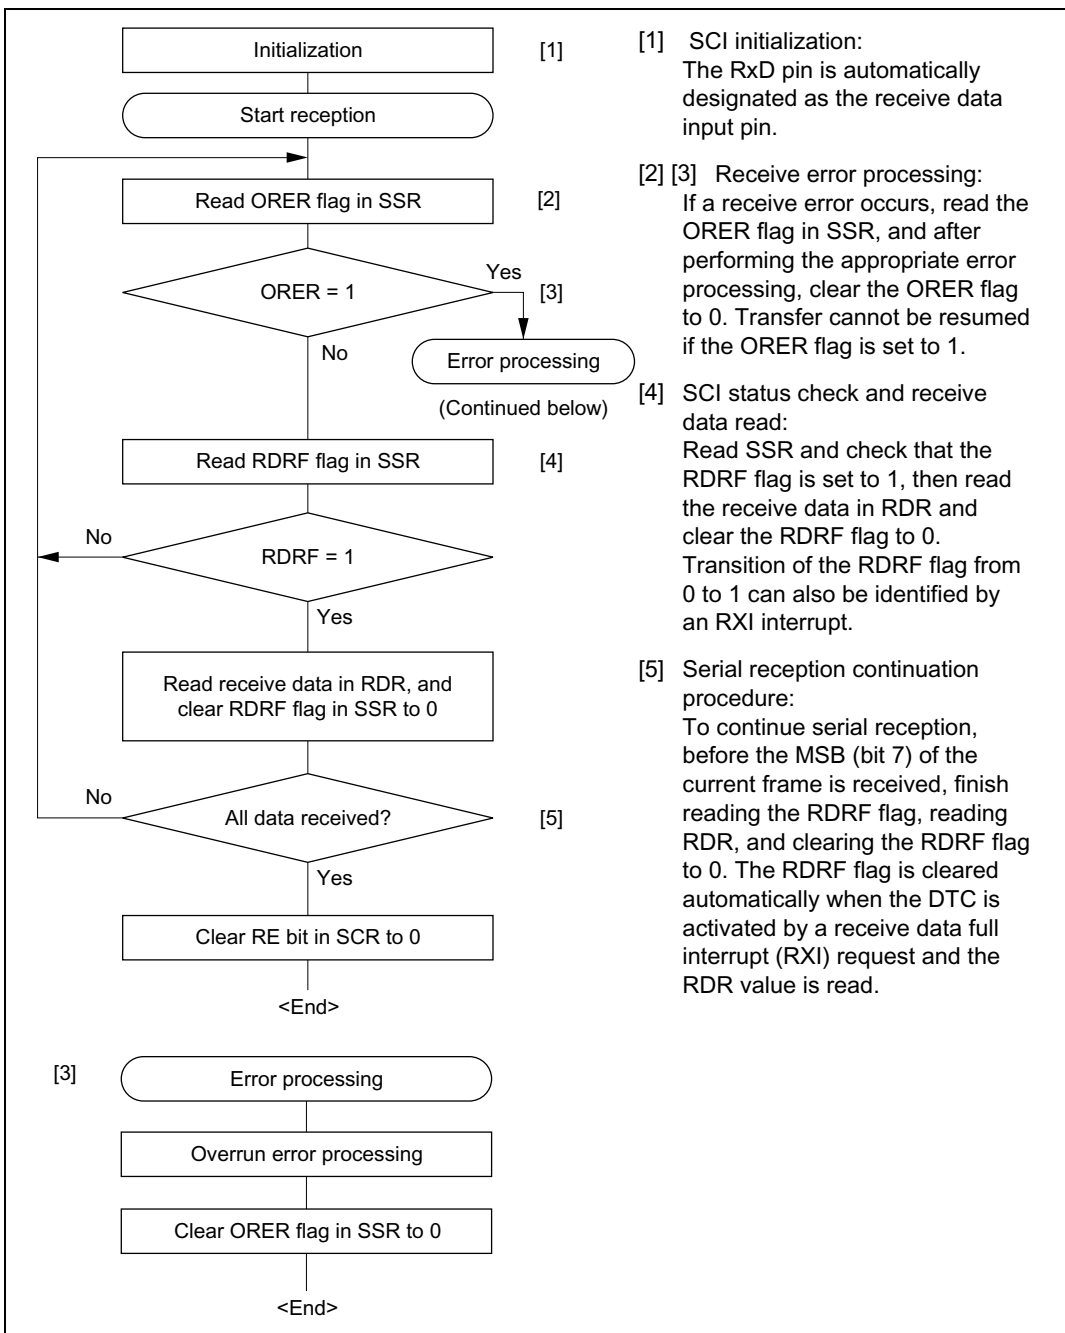 Initialization
[1]
Start reception
Read ORER flag in SSR
[2]
ORER = 1
Yes
[3]
No
Error processing
(Continued below)
Read RDRF flag in SSR
[4]
No
RDRF = 1
Yes
Read receive data in RDR, and
clear RDRF flag in SSR to 0
No
All data received?
[5]
Yes
Clear RE bit in SCR to 0
<End>
[3]
Error processing
Overrun error processing
Clear ORER flag in SSR to 0
<End>
[1] SCI initialization:
The RxD pin is automatically
designated as the receive data
input pin.
[2] [3] Receive error processing:
If a receive error occurs, read the
ORER flag in SSR, and after
performing the appropriate error
processing, clear the ORER flag
to 0. Transfer cannot be resumed
if the ORER flag is set to 1.
[4] SCI status check and receive
data read:
Read SSR and check that the
RDRF flag is set to 1, then read
the receive data in RDR and
clear the RDRF flag to 0.
Transition of the RDRF flag from
0 to 1 can also be identified by
an RXI interrupt.
[5] Serial reception continuation
procedure:
To continue serial reception,
before the MSB (bit 7) of the
current frame is received, finish
reading the RDRF flag, reading
RDR, and clearing the RDRF flag
to 0. The RDRF flag is cleared
automatically when the DTC is
activated by a receive data full
interrupt (RXI) request and the
RDR value is read.